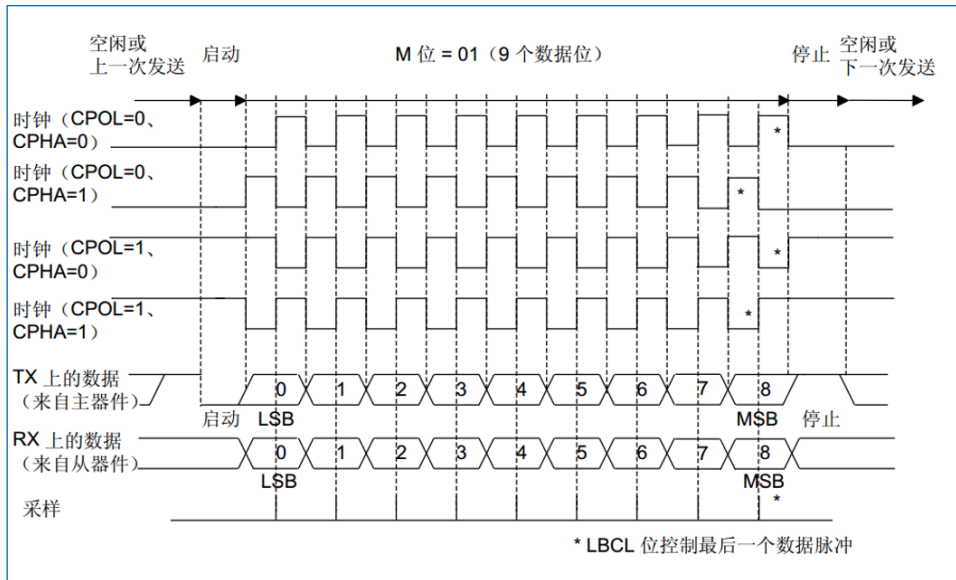 空闲或
上一次发送
启动
M 位 = 01（9 个数据位）
停止
空闲或
下一次发送
时钟（CPOL=0、
CPHA=0）
*
时钟（CPOL=0、
CPHA=1）
*
时钟（CPOL=1、
CPHA=0）
*
时钟（CPOL=1、
CPHA=1）
*
TX 上的数据
（来自主器件）
0 1 2 3 4 5 6 7 8
启动 LSB MSB 停止
RX 上的数据
（来自从器件）
0 1 2 3 4 5 6 7 8
LSB MSB
采样
*
* LBCL 位控制最后一个数据脉冲